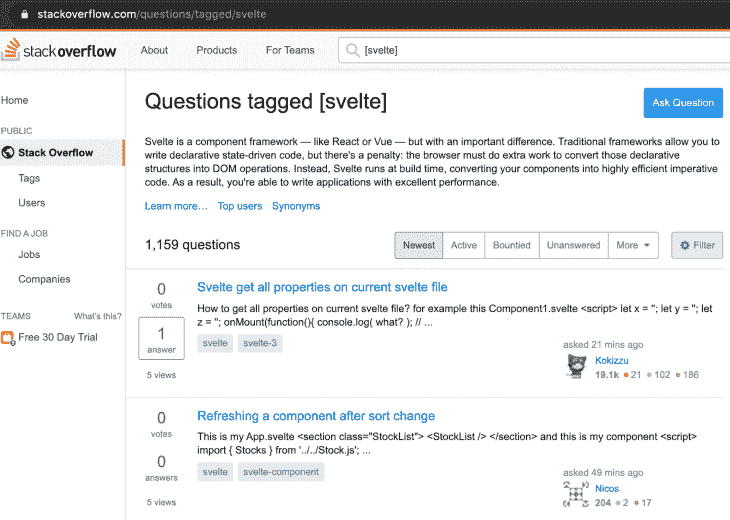 stackoverflow.com/questions/tagged/svelte
stackoverflow
About
Products
For Teams
[svelte]
Home
PUBLIC
Stack Overflow
Tags
Users
FIND A JOB
Jobs
Companies
TEAMS What's this?
Free 30 Day Trial
Questions tagged [svelte]
Ask Question
Svelte is a component framework — like React or Vue — but with an important difference. Traditional frameworks allow you to
write declarative state-driven code, but there's a penalty: the browser must do extra work to convert those declarative
structures into DOM operations. Instead, Svelte runs at build time, converting your components into highly efficient imperative
code. As a result, you're able to write applications with excellent performance.
Learn more… Top users Synonyms
1,159 questions
Newest Active Bountied Unanswered More Filter
0
votes
1
answer
5 views
Svelte get all properties on current svelte file
How to get all properties on current svelte file? for example this Component1.svelte <script> let x = ''; let y = ''; let
z = ''; onMount(function(){ console.log( what? ); // ...
svelte svelte-3
asked 21 mins ago
Kokizzu
19.1k 21 102 186
0
votes
0
answers
5 views
Refreshing a component after sort change
This is my App.svelte <section class="StockList"> <StockList /> </section> and this is my component <script>
import { Stocks } from '../../Stock.js'; ...
svelte svelte-component
asked 49 mins ago
Nicos
204 2 17